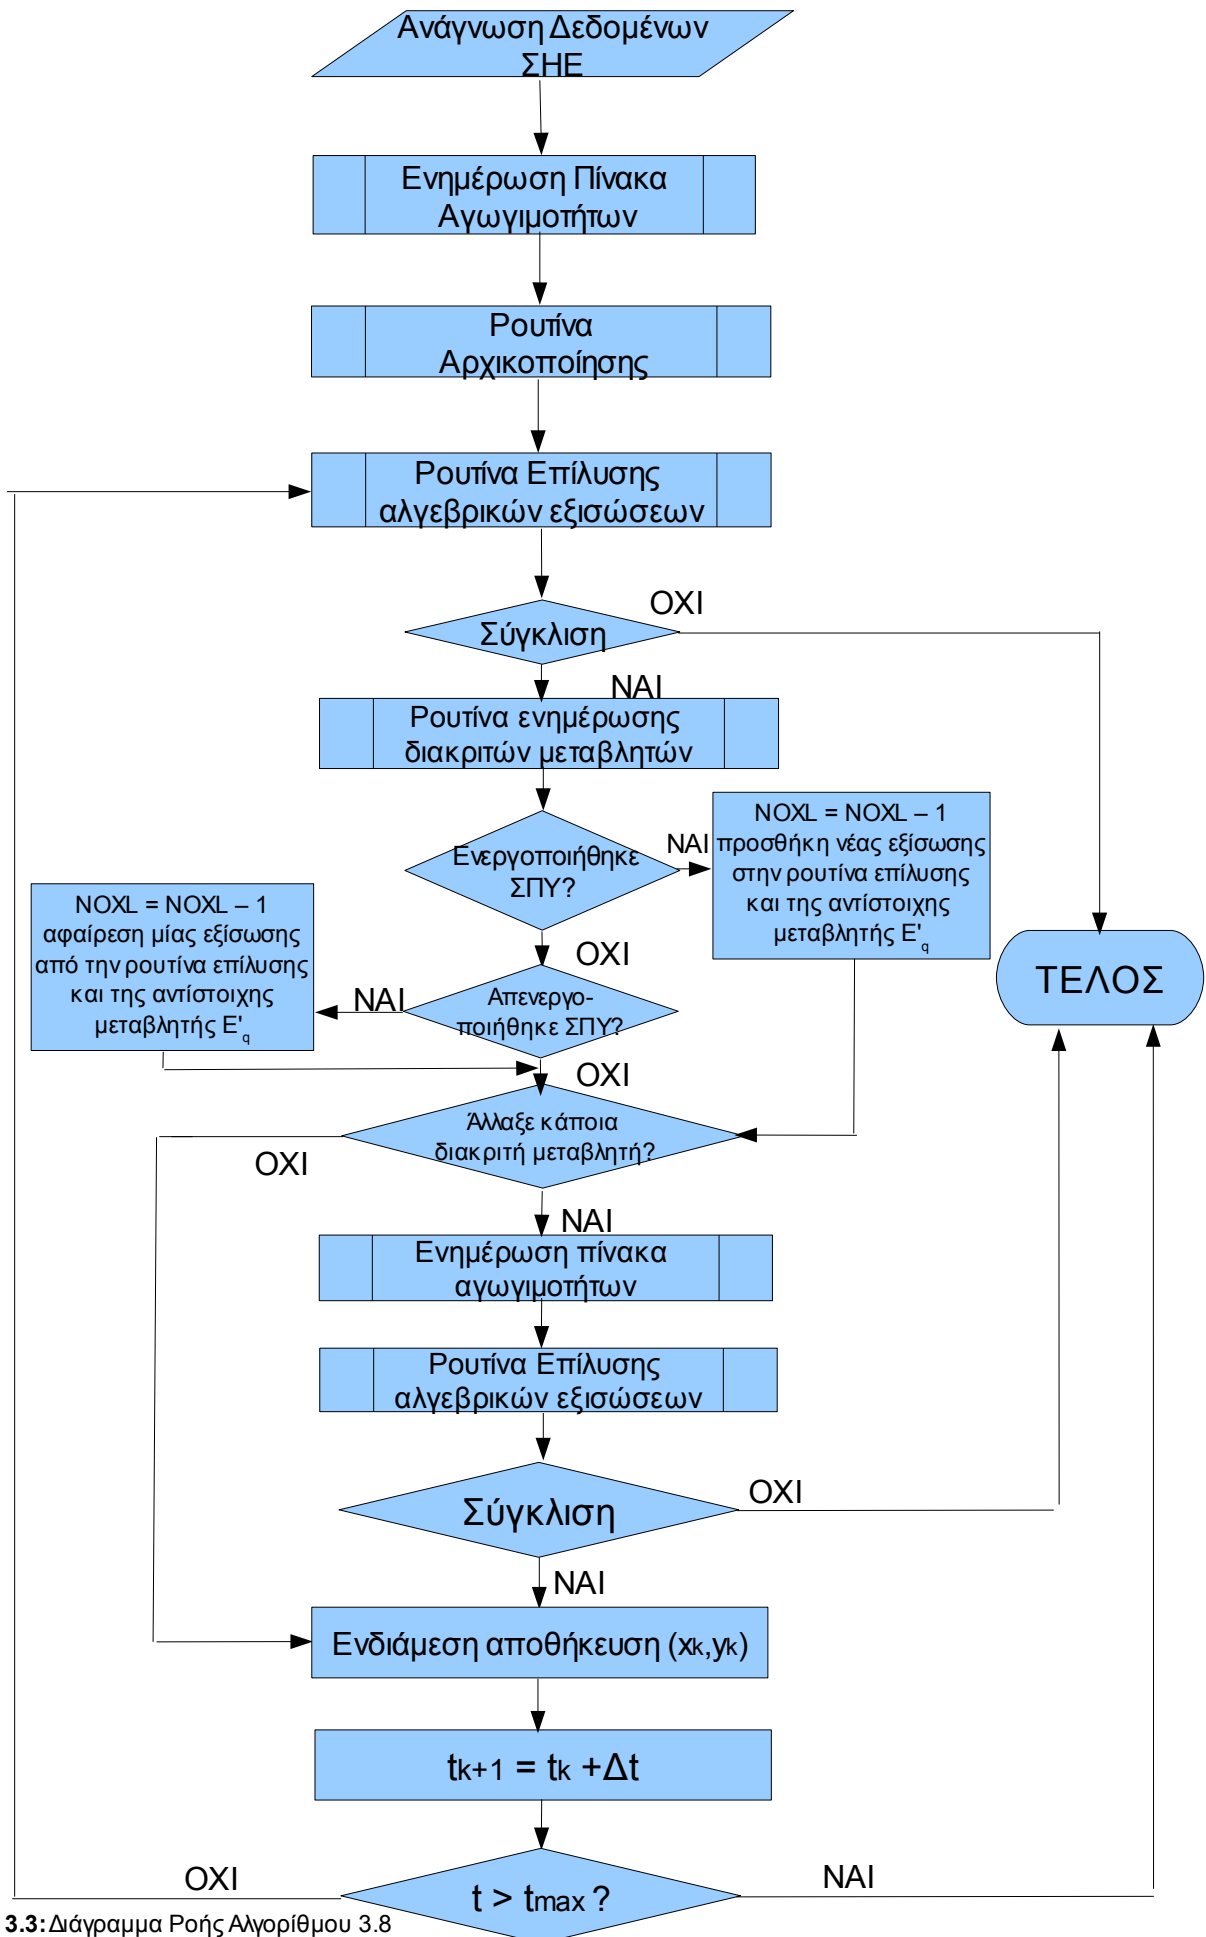 Ανάγνωση Δεδομένων
ΣΗΕ
Ενημέρωση Πίνακα
Αγωγιμοτήτων
Ρουτίνα
Αρχικοποίησης
Ρουτίνα Επίλυσης
αλγεβρικών εξισώσεων
ΟΧΙ
Σύγκλιση
ΝΑΙ
Ρουτίνα ενημέρωσης
διακριτών μεταβλητών
Ενεργοποιήθηκε
ΣΠΥ?
ΝΑΙ
NOXL = NOXL – 1
προσθήκη νέας εξίσωσης
στην ρουτίνα επίλυσης
και της αντίστοιχης
μεταβλητής E'q
NOXL = NOXL – 1
αφαίρεση μίας εξίσωσης
από την ρουτίνα επίλυσης
και της αντίστοιχης
μεταβλητής E'q
ΟΧΙ
ΝΑΙ
Απενεργο-
ποιήθηκε ΣΠΥ?
ΤΕΛΟΣ
ΟΧΙ
Άλλαξε κάποια
διακριτή μεταβλητή?
ΟΧΙ
ΝΑΙ
Ενημέρωση πίνακα
αγωγιμοτήτων
Ρουτίνα Επίλυσης
αλγεβρικών εξισώσεων
Σύγκλιση
ΟΧΙ
ΝΑΙ
Ενδιάμεση αποθήκευση (xk,yk)
tk+1 = tk +Δt
ΟΧΙ
t > tmax ?
ΝΑΙ
3.3: Διάγραμμα Ροής Αλγορίθμου 3.8